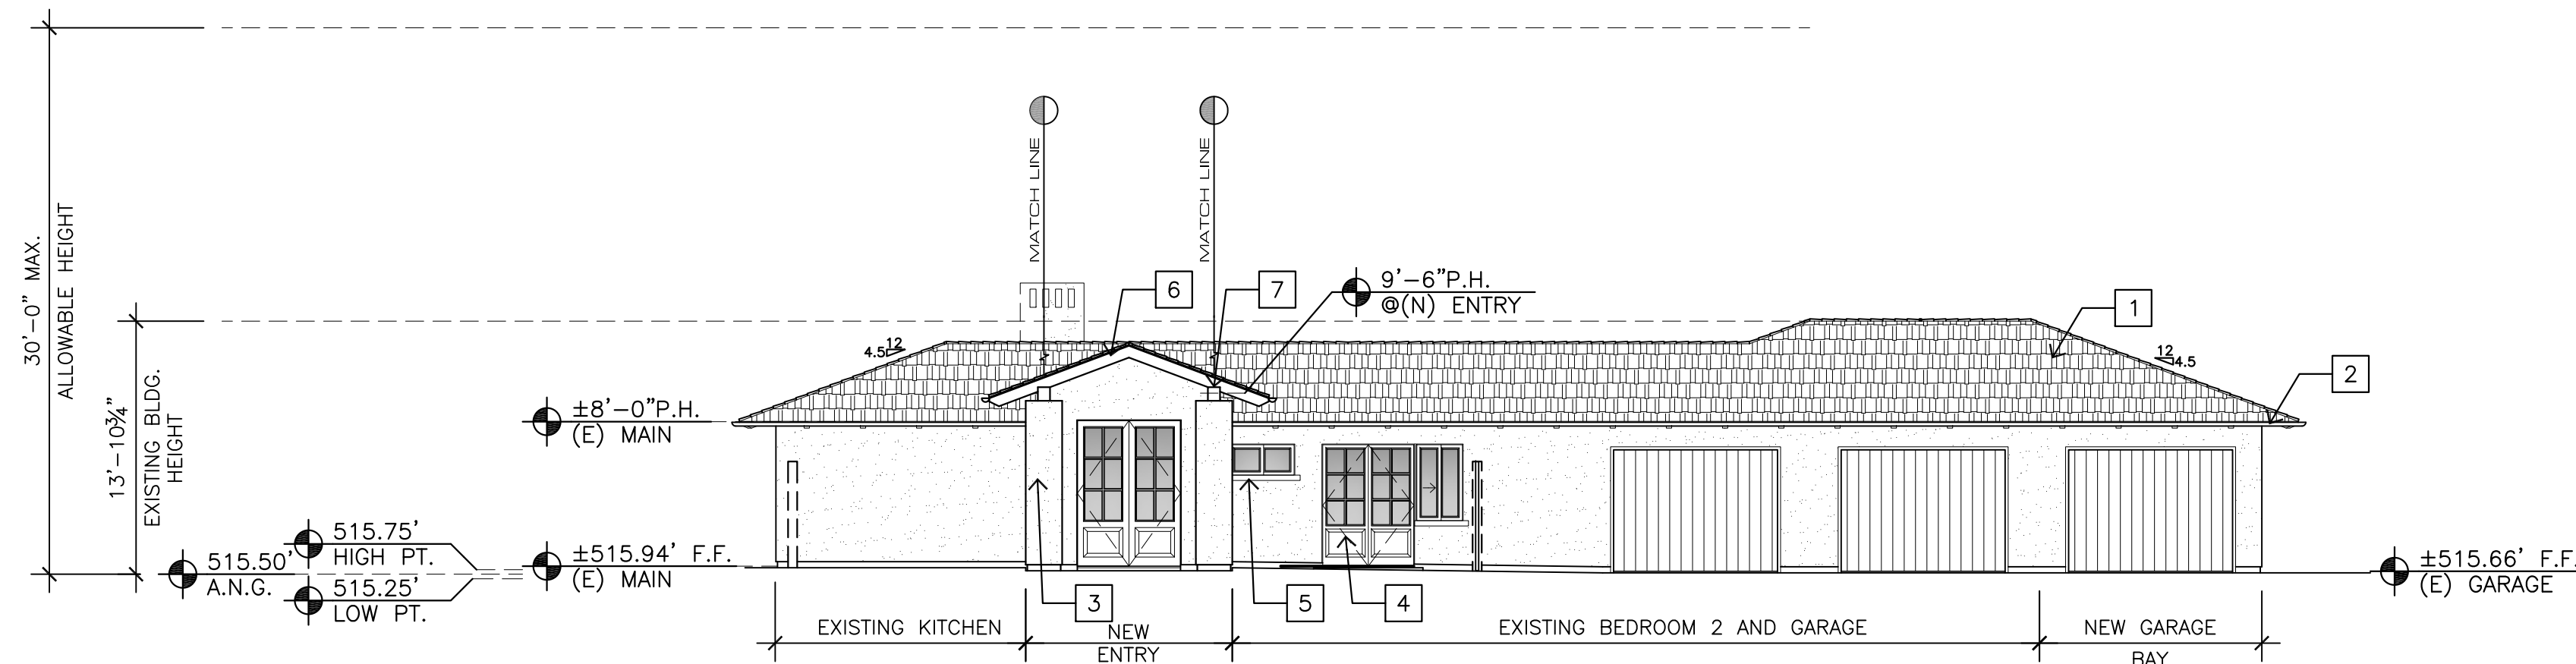 30'-0" MAX.
ALLOWABLE HEIGHT
13'-10¾"
EXISTING BLDG.
HEIGHT
MATCH LINE
MATCH LINE
6
7
9'-6"P.H.
@(N) ENTRY
1
12
4.5
12
4.5
2
±8'-0"P.H.
(E) MAIN
515.75'
HIGH PT.
515.50'
A.N.G.
515.25'
LOW PT.
±515.94' F.F.
(E) MAIN
±515.66' F.F.
(E) GARAGE
3
5
4
EXISTING KITCHEN
NEW
ENTRY
EXISTING BEDROOM 2 AND GARAGE
NEW GARAGE
BAY